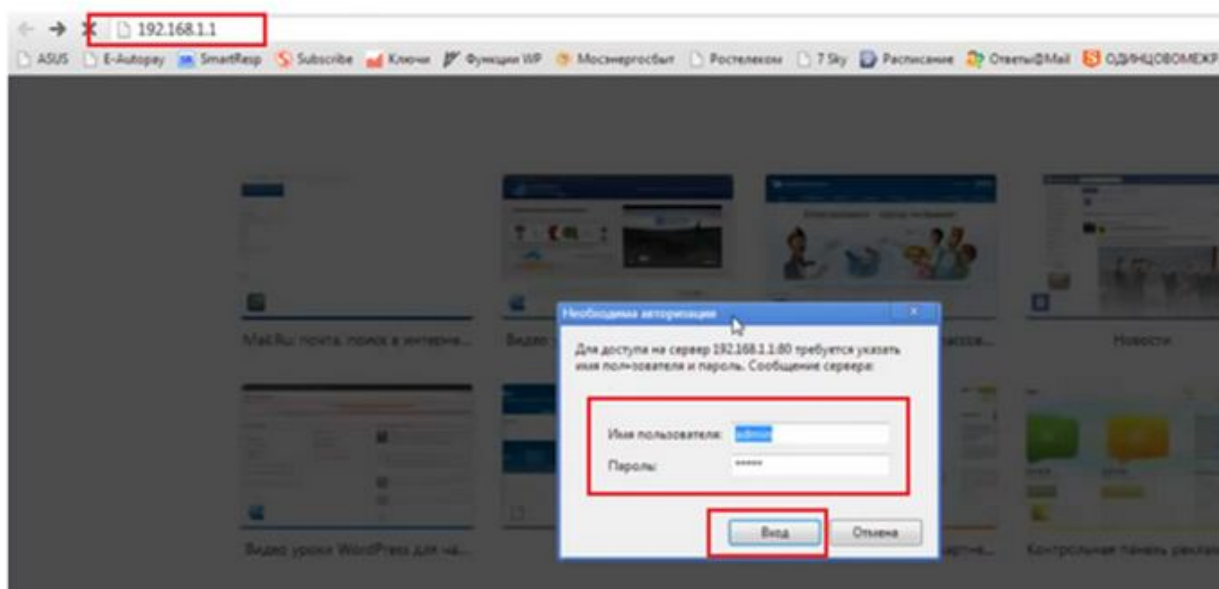 192.168.1.1
ASUS E-Autopay SmartResp Subscribe Ключи Функции WP Мосэнергосбыт Ростелеком 7 Sky Расписание Ответы@Mail ОДИНЦОВОМЕЖР
Mail.Ru: почта, поиск в интерне...
Видео
Новости
Необходима авторизация
Для доступа на сервер 192.168.1.1:80 требуется указать
имя пользователя и пароль. Сообщение сервера:
Имя пользователя: admin
Пароль: *****
Вход Отмена
Видео уроки WordPress для на...
Контрольная панель реклам